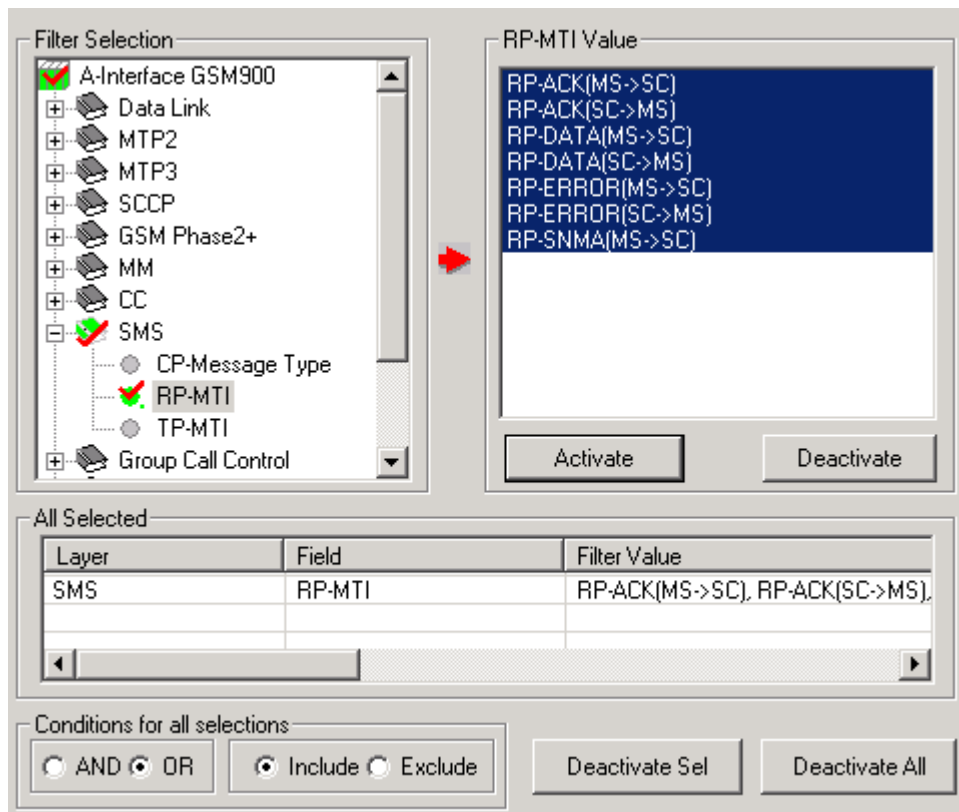 Filter Selection
A-Interface GSM900
Data Link
MTP2
MTP3
SCCP
GSM Phase2+
MM
CC
SMS
CP-Message Type
RP-MTI
TP-MTI
Group Call Control
RP-MTI Value
RP-ACK(MS->SC)
RP-ACK(SC->MS)
RP-DATA(MS->SC)
RP-DATA(SC->MS)
RP-ERROR(MS->SC)
RP-ERROR(SC->MS)
RP-SNMA(MS->SC)
Activate Deactivate
All Selected
Layer Field Filter Value
SMS RP-MTI RP-ACK(MS->SC), RP-ACK(SC->MS),
Conditions for all selections
AND OR Include Exclude Deactivate Sel Deactivate All